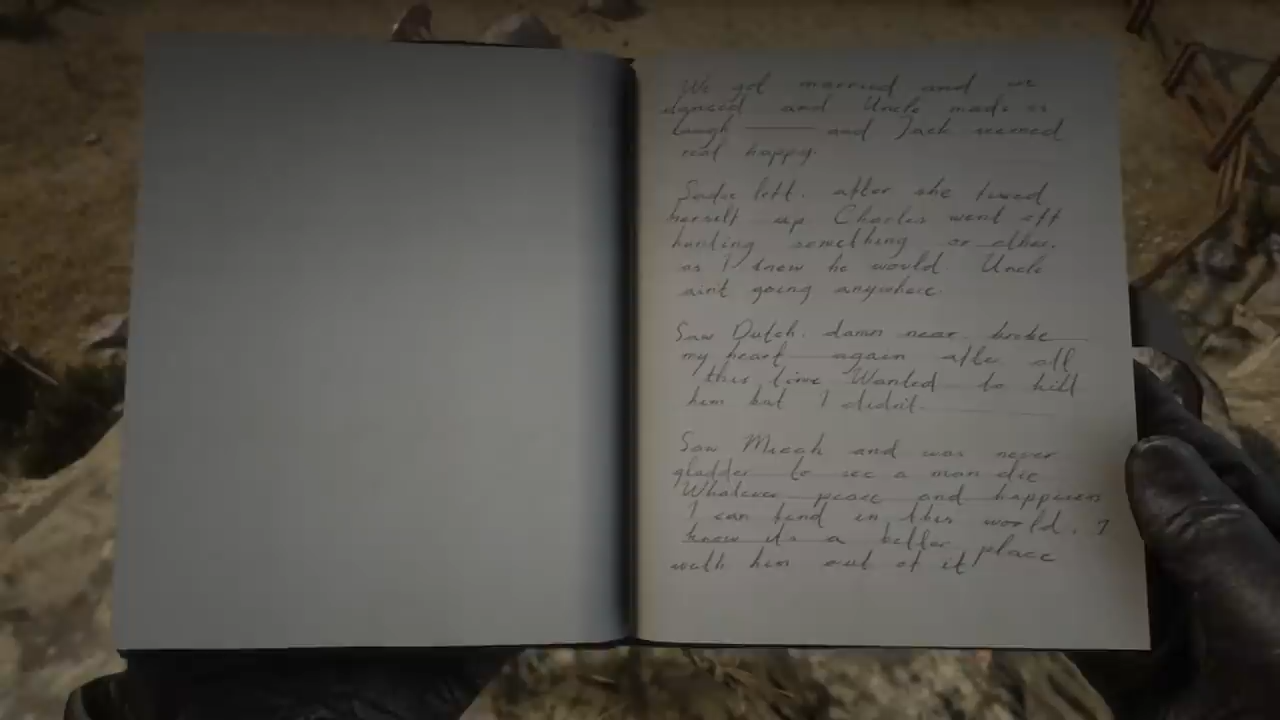 We got married and we
danced and Uncle made us
laugh and Jack seemed
real happy.
Sadie left. after she fixed
herself up Charles went off
hunting something or other.
as I knew he would. Uncle
aint going anywhere.
Saw Dutch. damn near broke
my heart again after all
this time Wanted to kill
him but I didn't.
Saw Micah and was never
gladder to see a man die
Whatever peace and happiness
I can find in this world. I
know its a better place
with him out of it